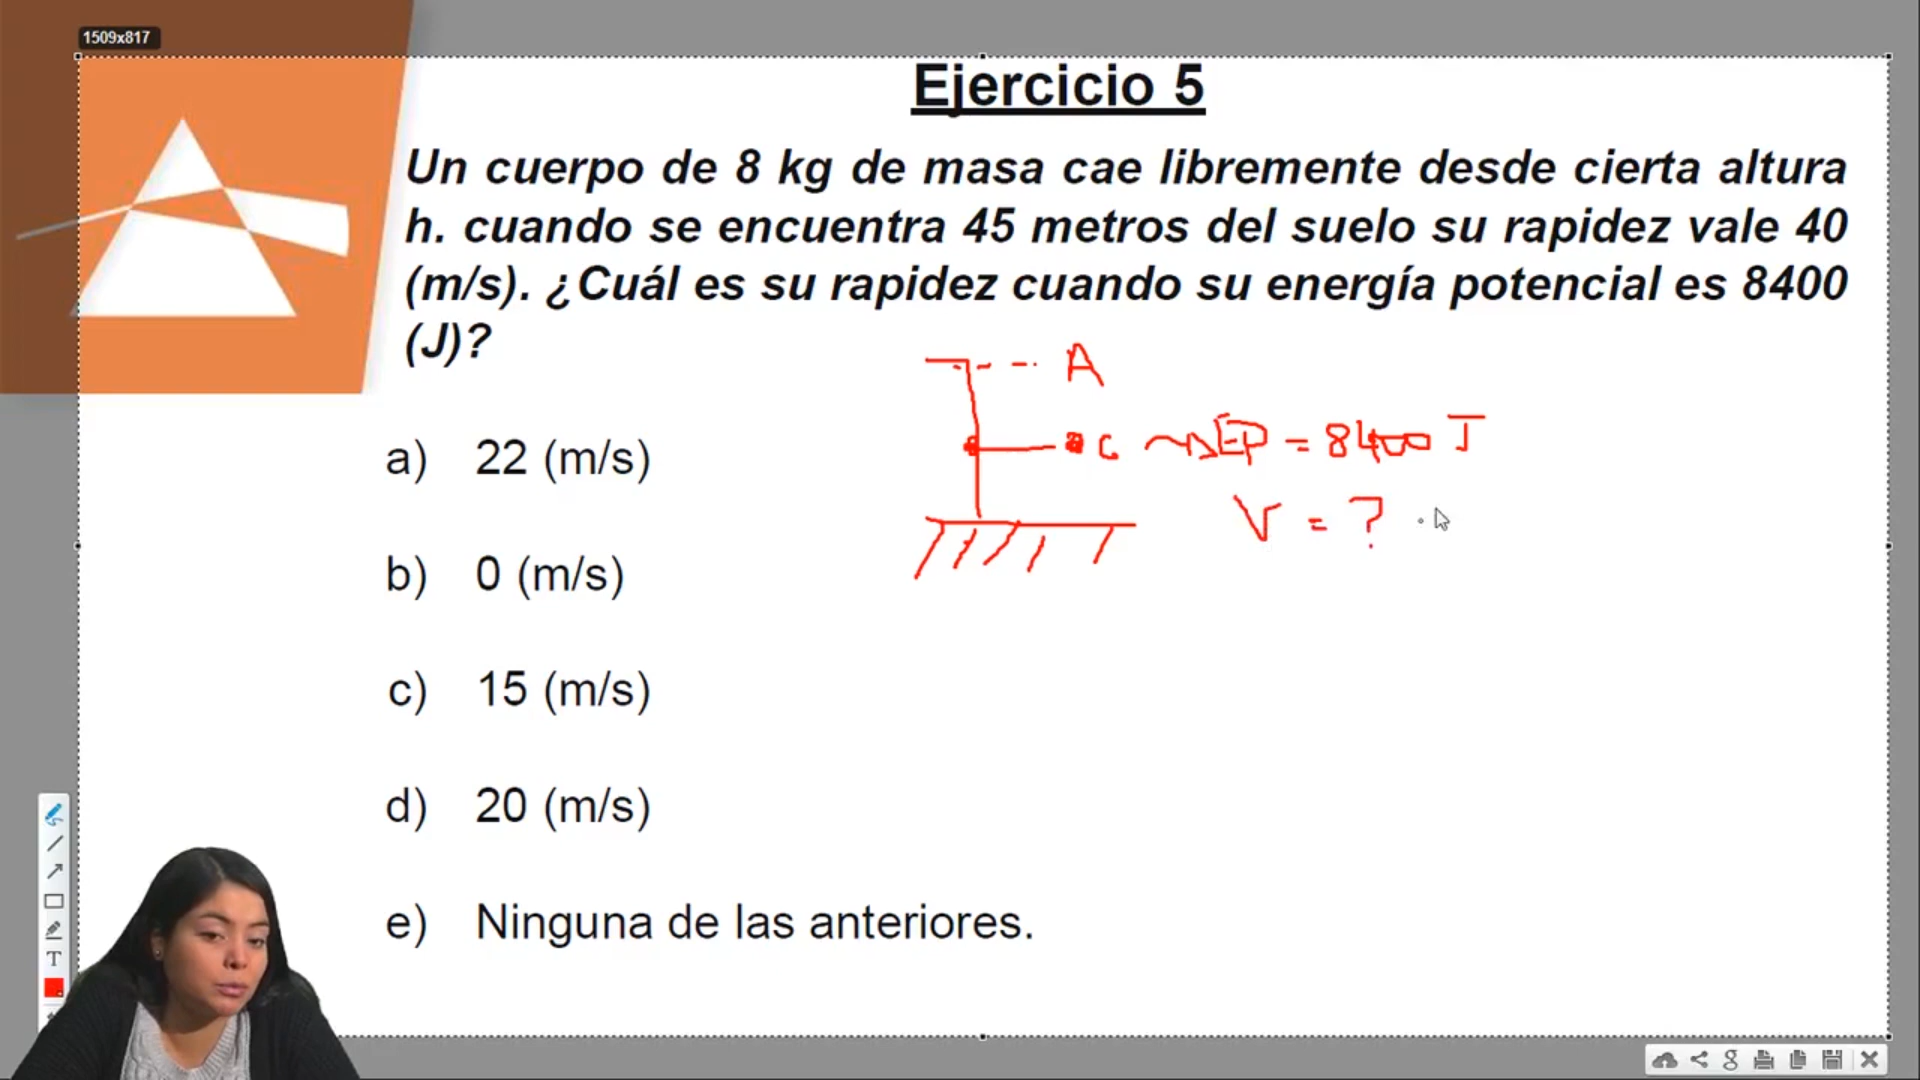 1509x817
Ejercicio 5
Un cuerpo de 8 kg de masa cae libremente desde cierta altura
h. cuando se encuentra 45 metros del suelo su rapidez vale 40
(m/s). ¿Cuál es su rapidez cuando su energía potencial es 8400
(J)?
A
C EP = 8400 J
V = ?
a) 22 (m/s)
b) 0 (m/s)
c) 15 (m/s)
d) 20 (m/s)
e) Ninguna de las anteriores.
T
g